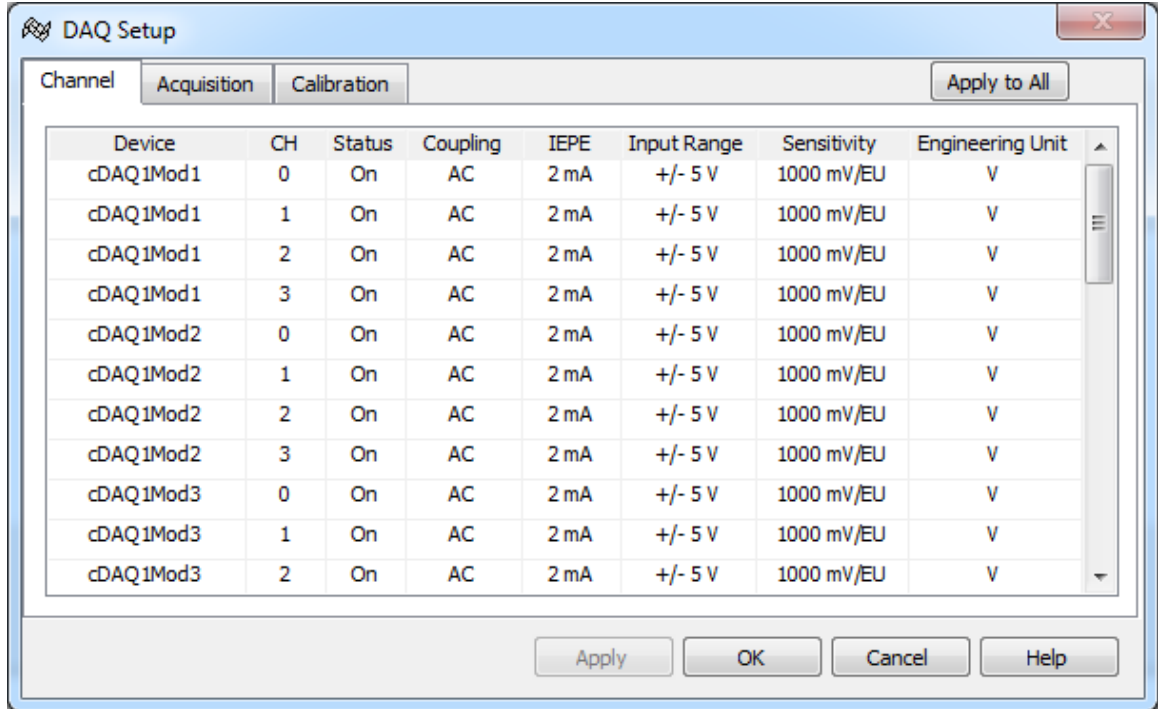 DAQ Setup
Channel Acquisition Calibration Apply to All
Device CH Status Coupling IEPE Input Range Sensitivity Engineering Unit
cDAQ1Mod1 0 On AC 2 mA +/- 5 V 1000 mV/EU V
cDAQ1Mod1 1 On AC 2 mA +/- 5 V 1000 mV/EU V
cDAQ1Mod1 2 On AC 2 mA +/- 5 V 1000 mV/EU V
cDAQ1Mod1 3 On AC 2 mA +/- 5 V 1000 mV/EU V
cDAQ1Mod2 0 On AC 2 mA +/- 5 V 1000 mV/EU V
cDAQ1Mod2 1 On AC 2 mA +/- 5 V 1000 mV/EU V
cDAQ1Mod2 2 On AC 2 mA +/- 5 V 1000 mV/EU V
cDAQ1Mod2 3 On AC 2 mA +/- 5 V 1000 mV/EU V
cDAQ1Mod3 0 On AC 2 mA +/- 5 V 1000 mV/EU V
cDAQ1Mod3 1 On AC 2 mA +/- 5 V 1000 mV/EU V
cDAQ1Mod3 2 On AC 2 mA +/- 5 V 1000 mV/EU V
Apply OK Cancel Help